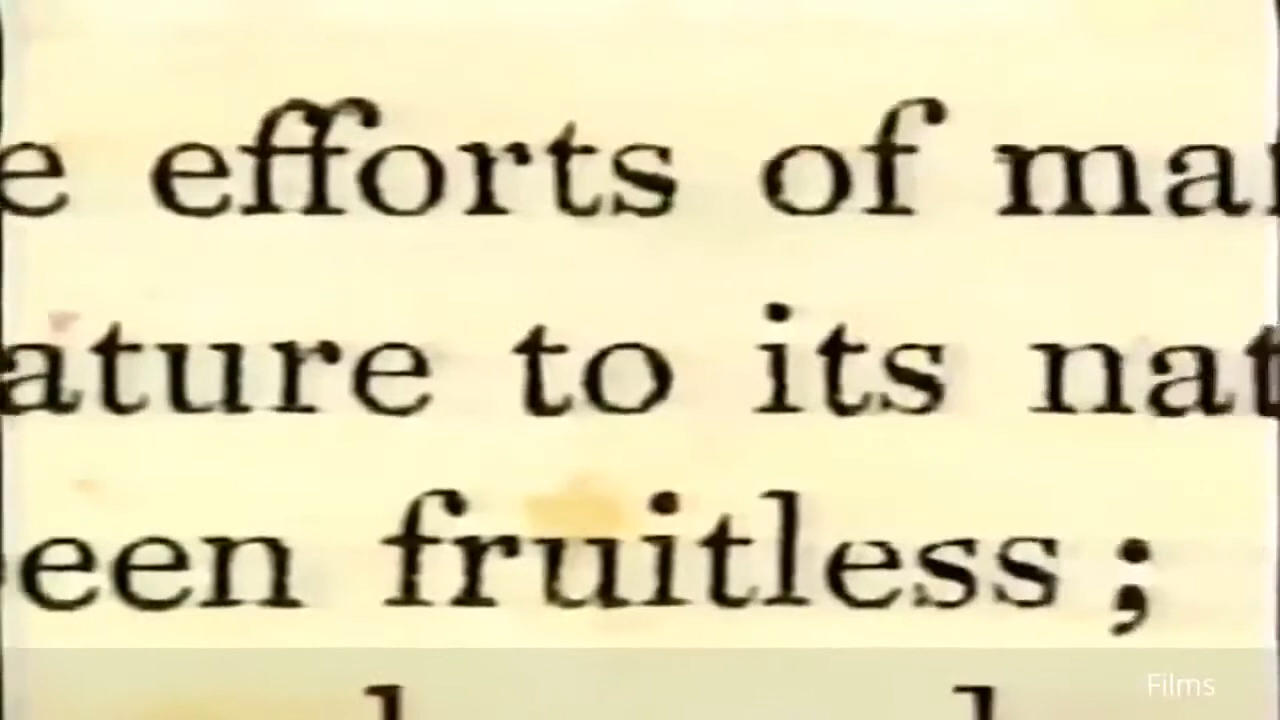 e efforts of ma
ature to its nat
een fruitless ;
Films